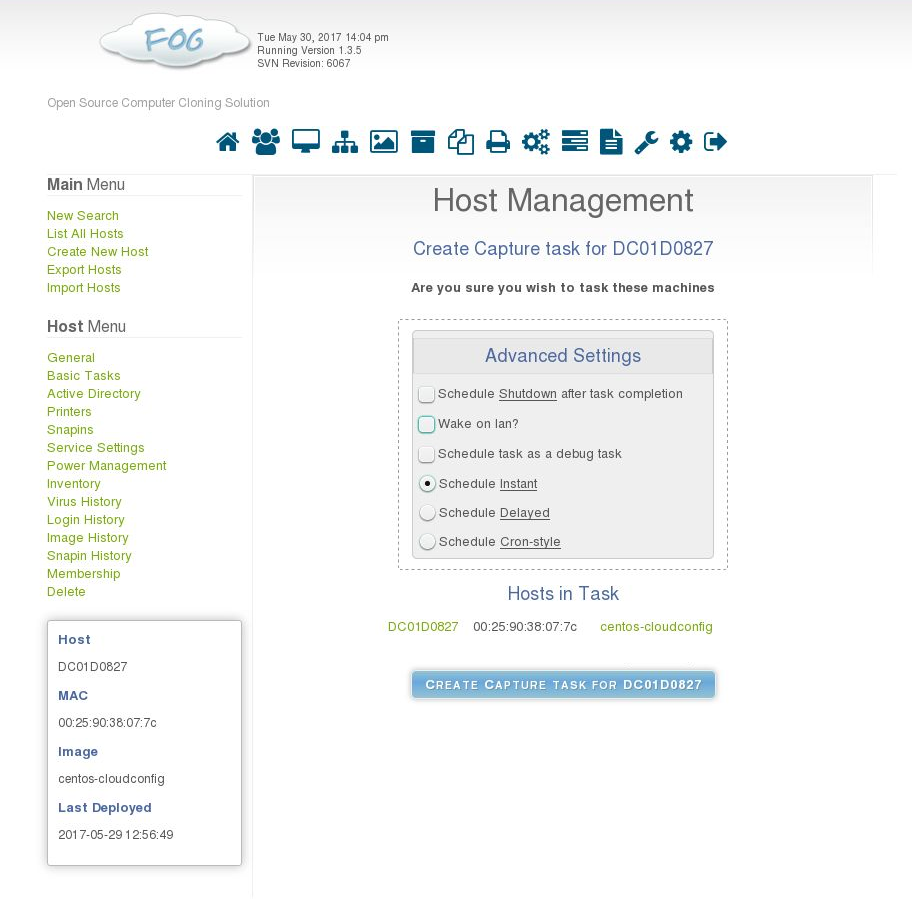 FOG
Tue May 30, 2017 14:04 pm
Running Version 1.3.5
SVN Revision: 6067
Open Source Computer Cloning Solution
Main Menu
New Search
List All Hosts
Create New Host
Export Hosts
Import Hosts
Host Menu
General
Basic Tasks
Active Directory
Printers
Snapins
Service Settings
Power Management
Inventory
Virus History
Login History
Image History
Snapin History
Membership
Delete
Host
DC01D0827
MAC
00:25:90:38:07:7c
Image
centos-cloudconfig
Last Deployed
2017-05-29 12:56:49
Host Management
Create Capture task for DC01D0827
Are you sure you wish to task these machines
Advanced Settings
Schedule Shutdown after task completion
Wake on lan?
Schedule task as a debug task
Schedule Instant
Schedule Delayed
Schedule Cron-style
Hosts in Task
DC01D0827 00:25:90:38:07:7c centos-cloudconfig
Create Capture task for DC01D0827